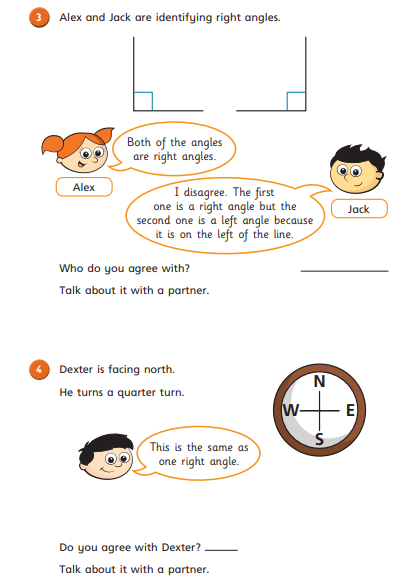 3 Alex and Jack are identifying right angles.
Both of the angles
are right angles.
Alex
I disagree. The first
one is a right angle but the
second one is a left angle because
it is on the left of the line.
Jack
Who do you agree with?
Talk about it with a partner.
4 Dexter is facing north.
He turns a quarter turn.
N
W E
S
This is the same as
one right angle.
Do you agree with Dexter?
Talk about it with a partner.